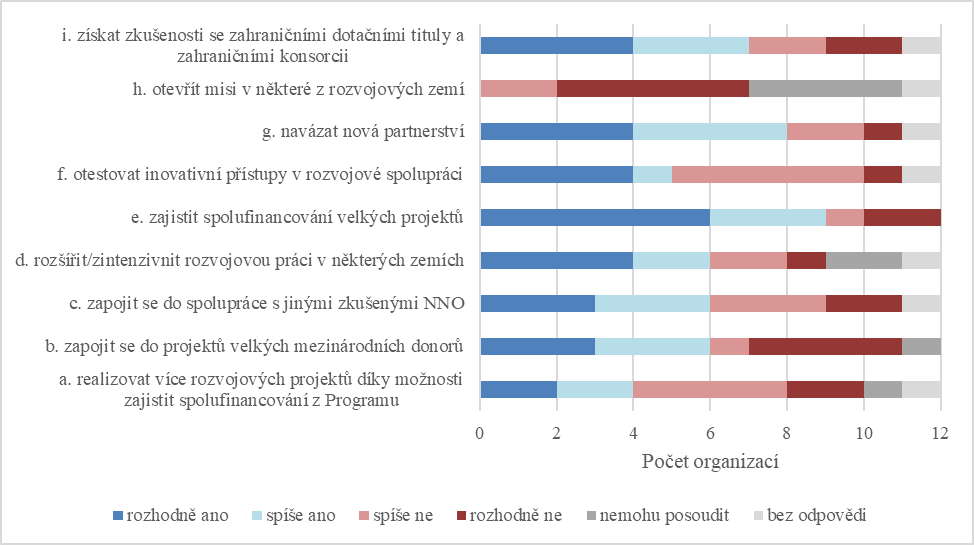 i. získat zkušenosti se zahraničními dotačními tituly a
zahraničními konsorcii
h. otevřít misi v některé z rozvojových zemí
g. navázat nová partnerství
f. otestovat inovativní přístupy v rozvojové spolupráci
e. zajistit spolufinancování velkých projektů
d. rozšířit/zintenzivnit rozvojovou práci v některých zemích
c. zapojit se do spolupráce s jinými zkušenými NNO
b. zapojit se do projektů velkých mezinárodních donorů
a. realizovat více rozvojových projektů díky možnosti
zajistit spolufinancování z Programu
0 2 4 6 8 10 12
Počet organizací
rozhodně ano spíše ano spíše ne rozhodně ne nemohu posoudit bez odpovědi